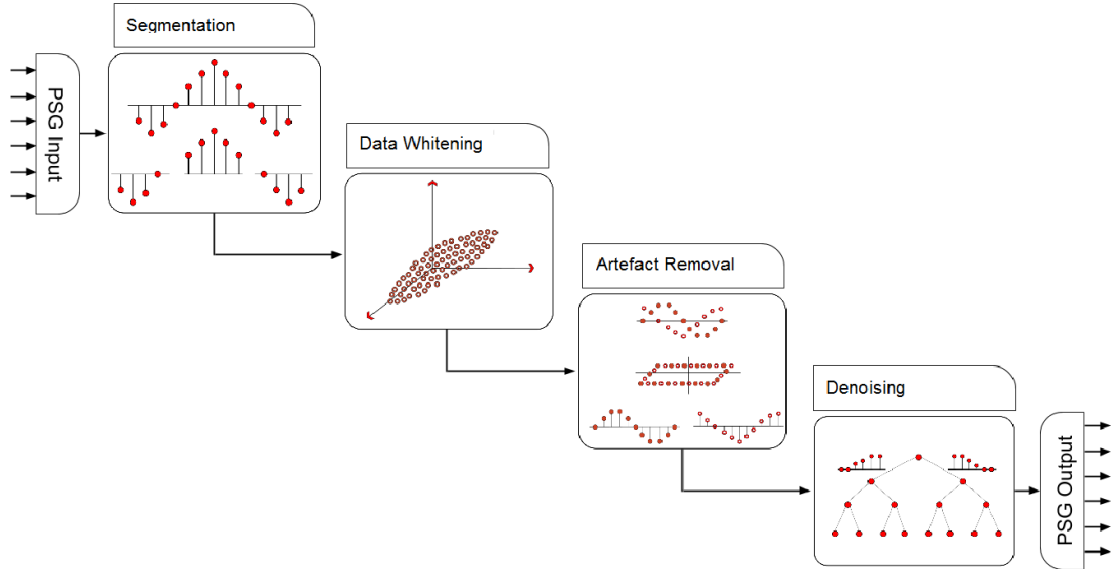 Segmentation
PSG Input
Data Whitening
Artefact Removal
Denoising
PSG Output